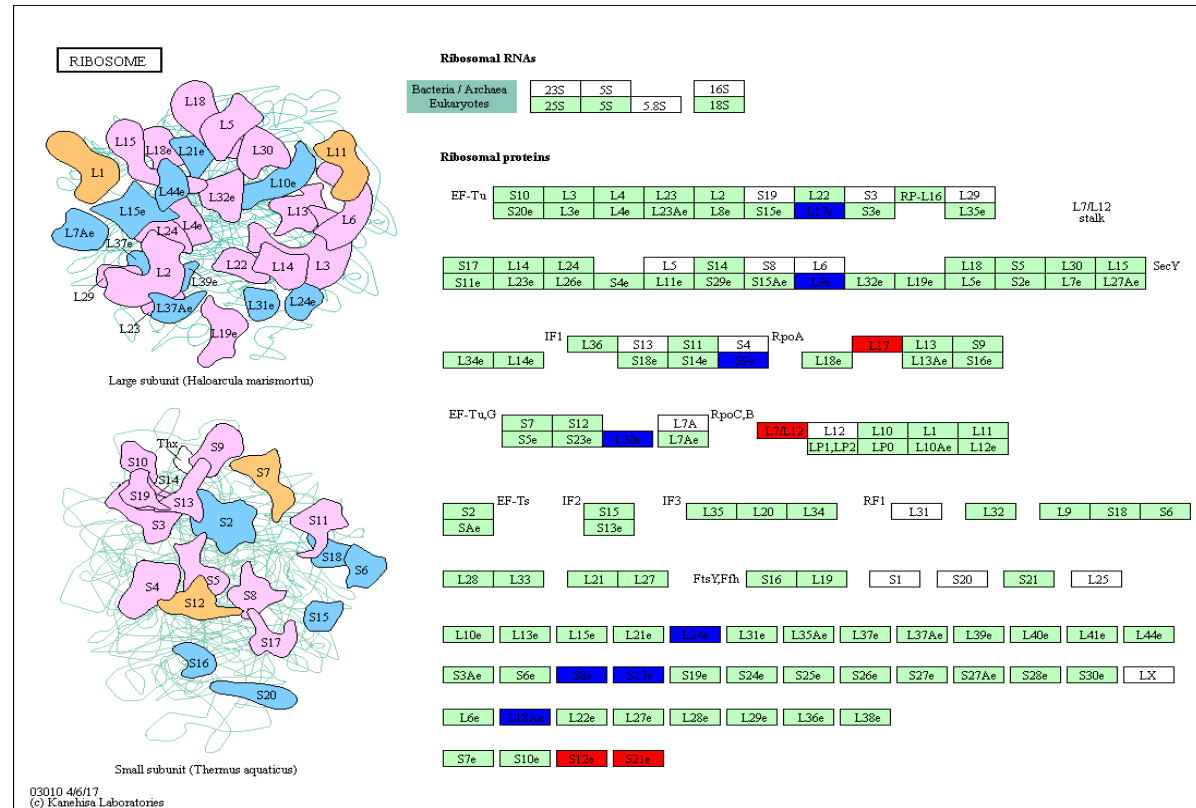 RIBOSOME
L18
L5
L15
L18e
L21e
L30
L11
L1
L44e
L10e
L32e
L15e
L13
L6
L7Ae
L24
L4e
L37e
L2
L22
L14
L3
L29
L39e
L37Ae
L31e
L24e
L23
L19e
Large subunit (Haloarcula marismortui)
Thx
S9
S10
S14
S7
S19
S13
S3
S2
S11
S18
S6
S4
S5
S8
S12
S15
S17
S16
S20
Small subunit (Thermus aquaticus)
03010 4/6/17
(c) Kanehisa Laboratories
Ribosomal RNAs
Bacteria / Archaea 23S 5S 16S
Eukaryotes 25S 5S 5.8S 18S
Ribosomal proteins
EF-Tu S10 L3 L4 L23 L2 S19 L22 S3 RP-L16 L29
S20e L3e L4e L23Ae L8e S15e L17e S3e L35e
L7/L12
stalk
S17 L14 L24 L5 S14 S8 L6 L18 S5 L30 L15 SecY
S11e L23e L26e S4e L11e S29e S15Ae L9e L32e L19e L5e S2e L7e L27Ae
IF1 L36 S13 S11 S4 RpoA L17 L13 S9
L34e L14e S18e S14e S9e L18e L13Ae S16e
EF-Tu,G S7 S12 L7A RpoC,B L7/L12 L12 L10 L1 L11
S5e S23e L30e L7Ae LP1,LP2 LP0 L10Ae L12e
S2 EF-Ts IF2 S15 IF3 L35 L20 L34 RF1 L31 L32 L9 S18 S6
SAe S13e
L28 L33 L21 L27 FtsY,Ffh S16 L19 S1 S20 S21 L25
L10e L13e L15e L21e L24e L31e L35Ae L37e L37Ae L39e L40e L41e L44e
S3Ae S6e S8e S17e S19e S24e S25e S26e S27e S27Ae S28e S30e LX
L6e L18Ae L22e L27e L28e L29e L36e L38e
S7e S10e S12e S21e